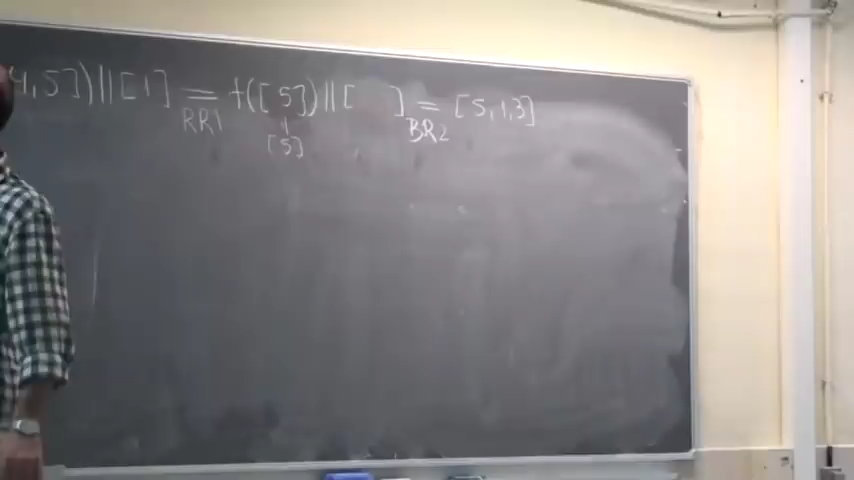 4,5])||[1] = f([5])||[ ] = [5,1,3]
RR1 BR2
[5]